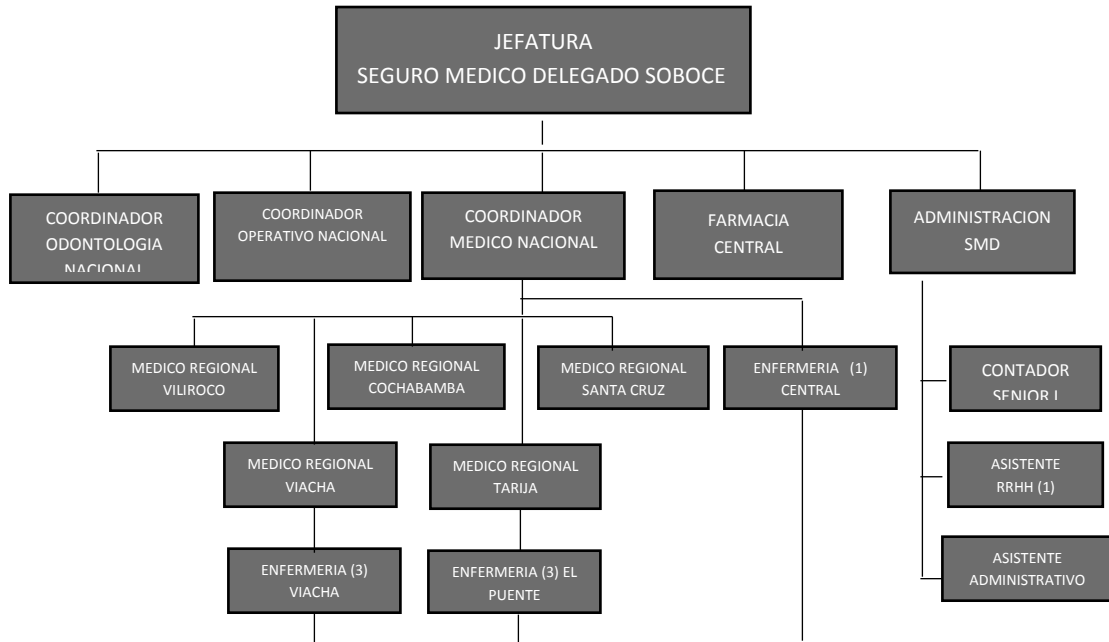 JEFATURA
SEGURO MEDICO DELEGADO SOBOCE
COORDINADOR
ODONTOLOGIA
NACIONAL
COORDINADOR
OPERATIVO NACIONAL
COORDINADOR
MEDICO NACIONAL
FARMACIA
CENTRAL
ADMINISTRACION
SMD
MEDICO REGIONAL
VILIROCO
MEDICO REGIONAL
COCHABAMBA
MEDICO REGIONAL
SANTA CRUZ
ENFERMERIA (1)
CENTRAL
CONTADOR
SENIOR I
MEDICO REGIONAL
VIACHA
MEDICO REGIONAL
TARIJA
ASISTENTE
RRHH (1)
ENFERMERIA (3)
VIACHA
ENFERMERIA (3) EL
PUENTE
ASISTENTE
ADMINISTRATIVO